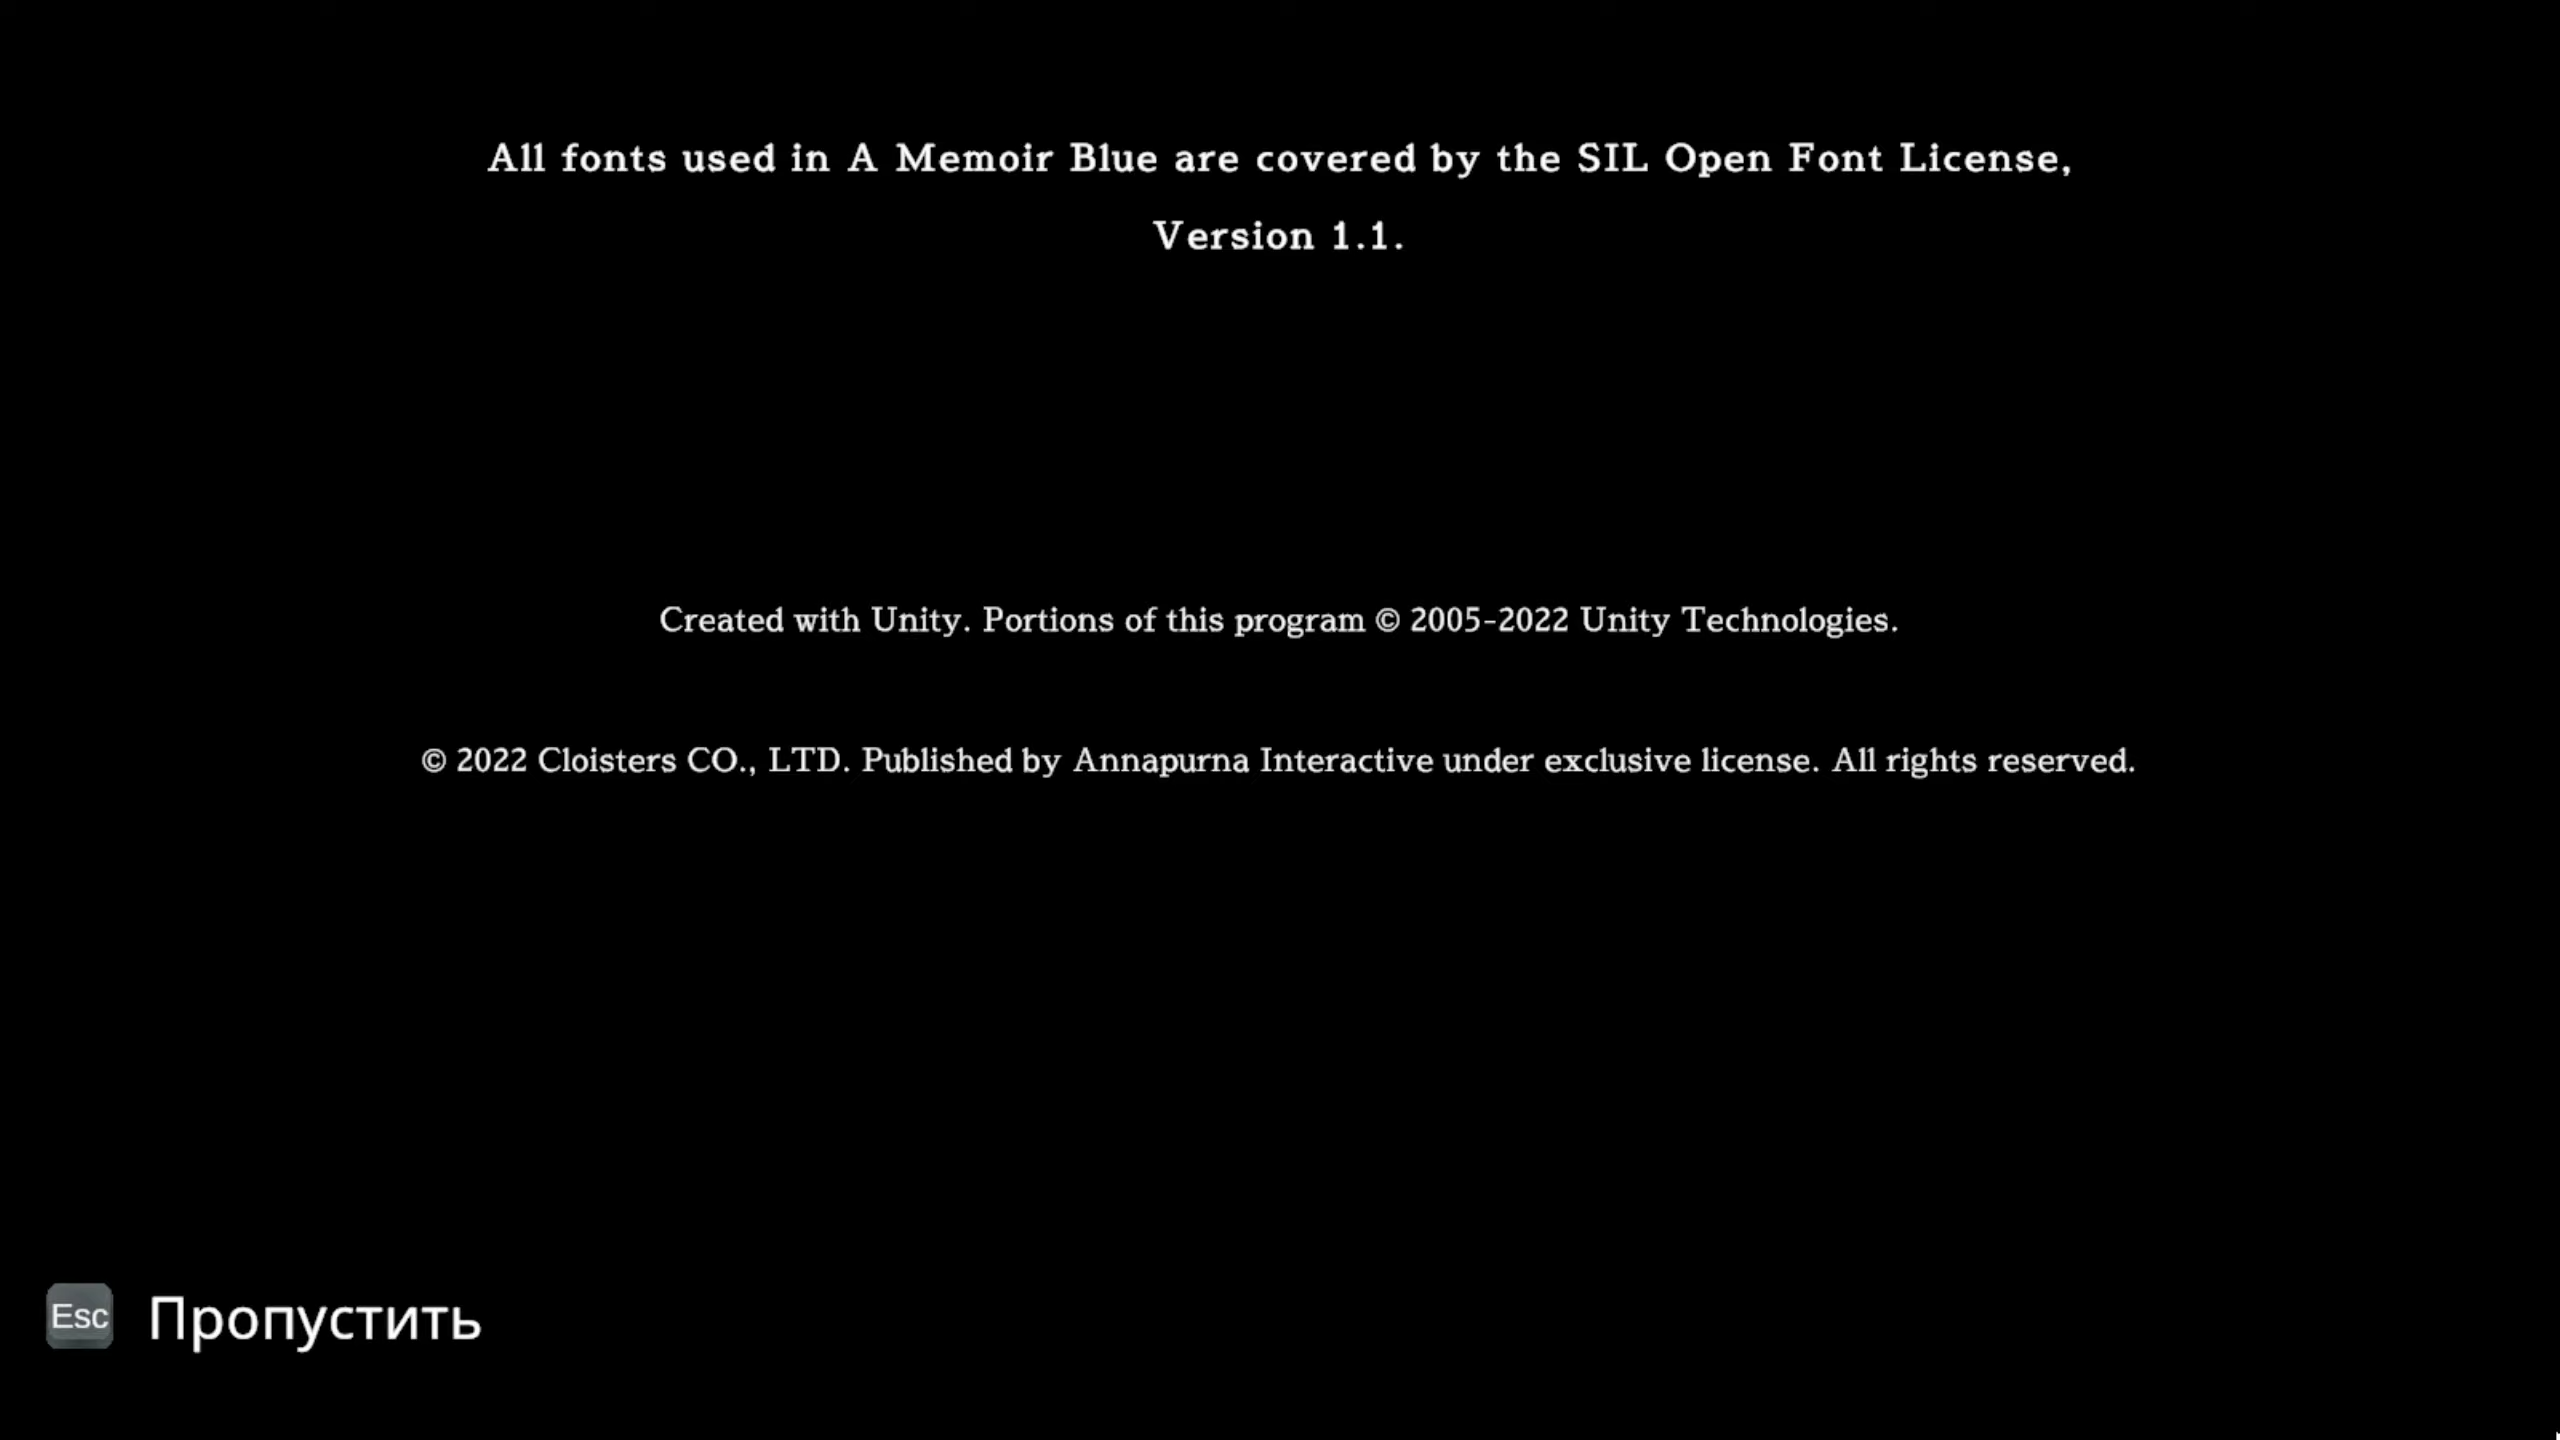 All fonts used in A Memoir Blue are covered by the SIL Open Font License,
Version 1.1.
Created with Unity. Portions of this program © 2005-2022 Unity Technologies.
© 2022 Cloisters CO., LTD. Published by Annapurna Interactive under exclusive license. All rights reserved.
Esc Пропустить